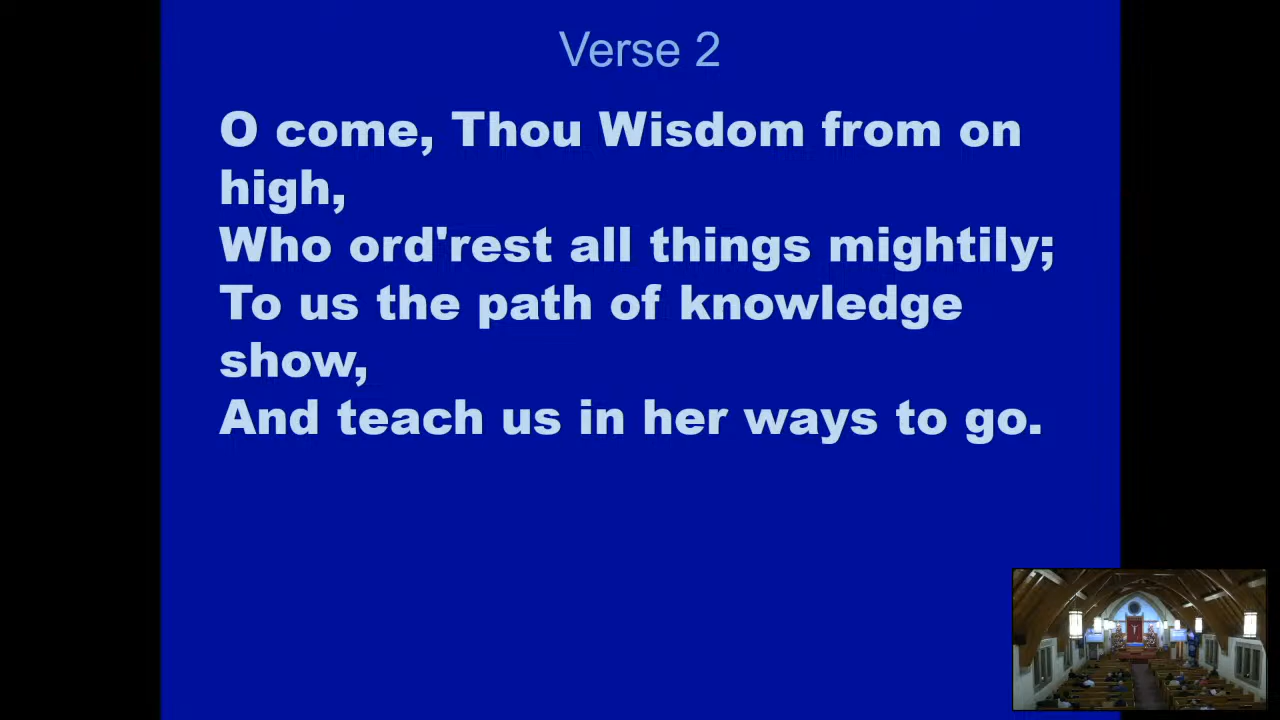 Verse 2
O come, Thou Wisdom from on
high,
Who ord'rest all things mightily;
To us the path of knowledge
show,
And teach us in her ways to go.